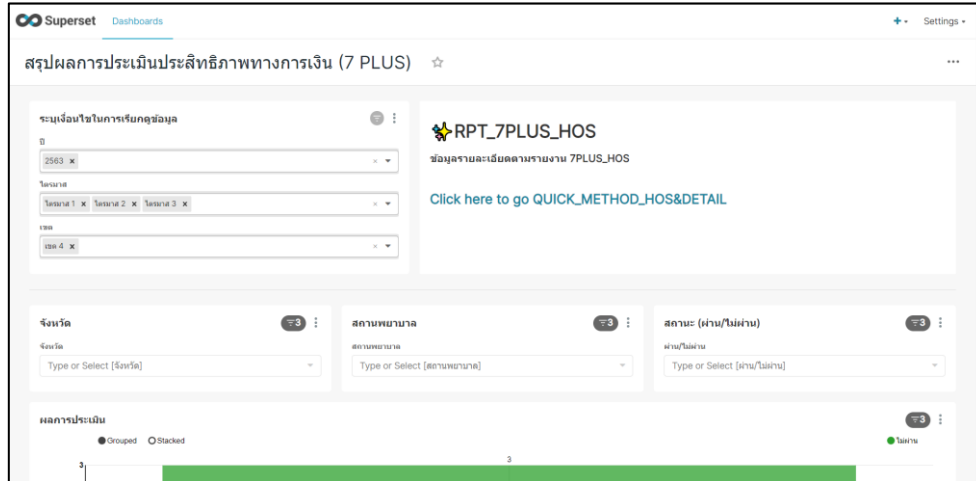 Superset Dashboards Settings
สรุปผลการประเมินประสิทธิภาพทางการเงิน (7 PLUS)
ระบุเงื่อนไขในการเรียกดูข้อมูล
ปี
2563 x
ไตรมาส
ไตรมาส 1 x ไตรมาส 2 x ไตรมาส 3 x
เขต
เขต 4 x
RPT_7PLUS_HOS
ข้อมูลรายละเอียดตามรายงาน 7PLUS_HOS
Click here to go QUICK_METHOD_HOS&DETAIL
จังหวัด 3
จังหวัด
Type or Select [จังหวัด]
สถานพยาบาล 3
สถานพยาบาล
Type or Select [สถานพยาบาล]
สถานะ (ผ่าน/ไม่ผ่าน) 3
ผ่าน/ไม่ผ่าน
Type or Select [ผ่าน/ไม่ผ่าน]
ผลการประเมิน 3
Grouped Stacked ไม่ผ่าน
3 3